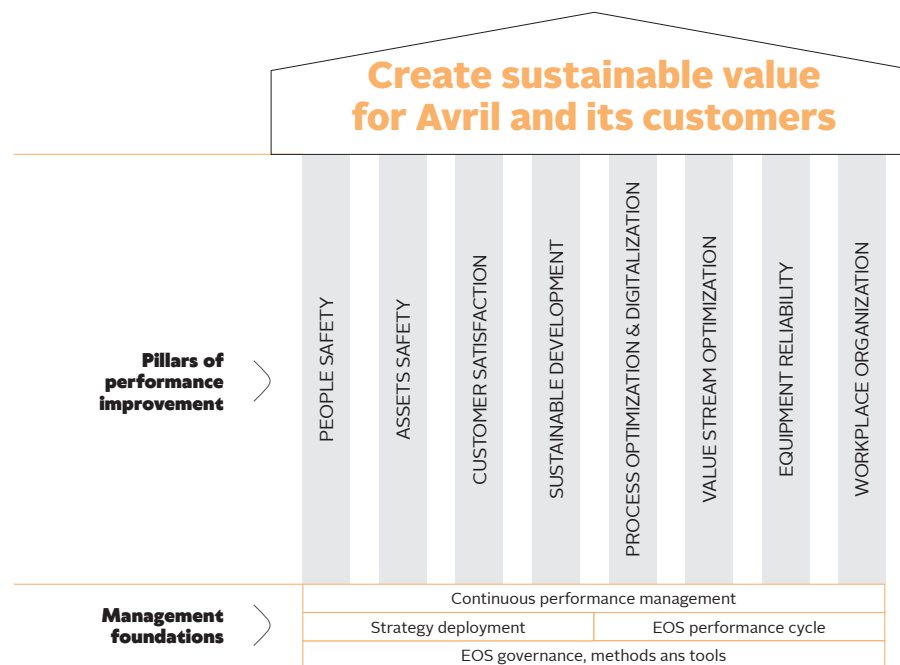 Create sustainable value
for Avril and its customers
Pillars of
performance
improvement
PEOPLE SAFETY
ASSETS SAFETY
CUSTOMER SATISFACTION
SUSTAINABLE DEVELOPMENT
PROCESS OPTIMIZATION & DIGITALIZATION
VALUE STREAM OPTIMIZATION
EQUIPMENT RELIABILITY
WORKPLACE ORGANIZATION
Management
foundations
Continuous performance management
Strategy deployment
EOS performance cycle
EOS governance, methods ans tools